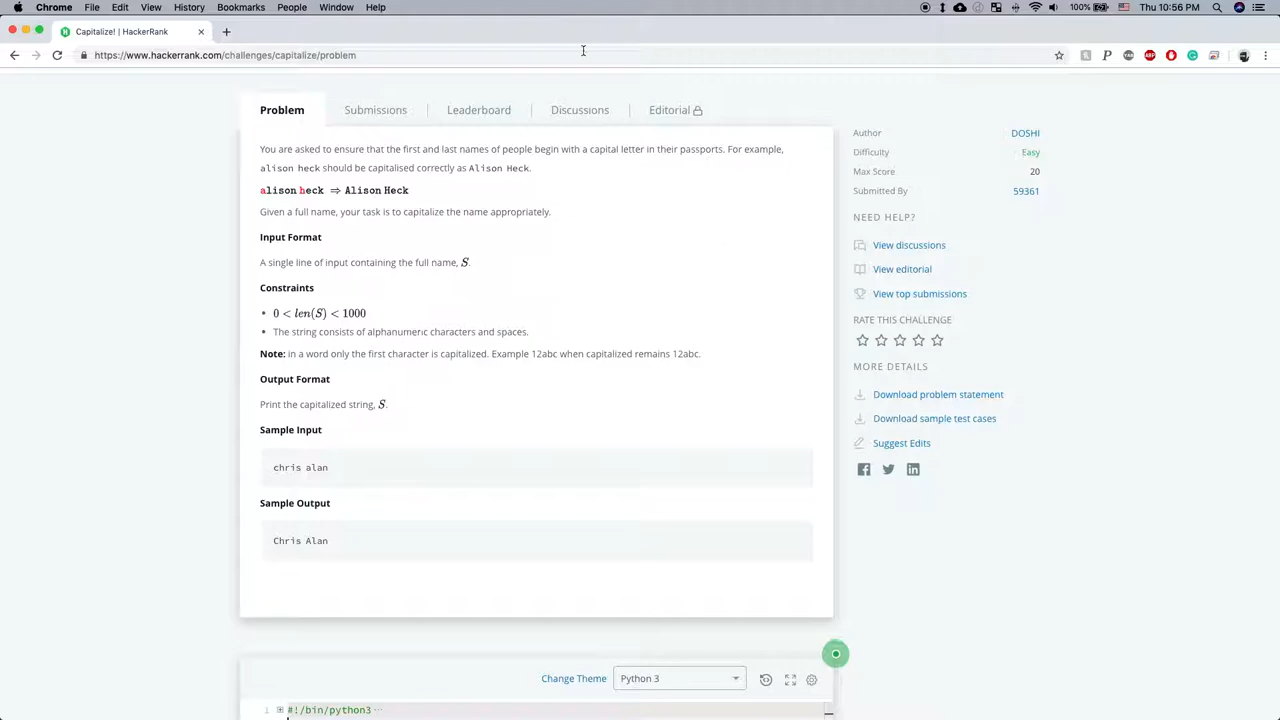 Chrome File Edit View History Bookmarks People Window Help 100% Thu 10:56 PM
Capitalize! | HackerRank
https://www.hackerrank.com/challenges/capitalize/problem
Problem Submissions Leaderboard Discussions Editorial
You are asked to ensure that the first and last names of people begin with a capital letter in their passports. For example,
alison heck should be capitalised correctly as Alison Heck.
alison heck ⇒ Alison Heck
Given a full name, your task is to capitalize the name appropriately.
Input Format
A single line of input containing the full name, S.
Constraints
• 0 < len(S) < 1000
• The string consists of alphanumeric characters and spaces.
Note: in a word only the first character is capitalized. Example 12abc when capitalized remains 12abc.
Output Format
Print the capitalized string, S.
Sample Input
chris alan
Sample Output
Chris Alan
Author DOSHI
Difficulty Easy
Max Score 20
Submitted By 59361
NEED HELP?
View discussions
View editorial
View top submissions
RATE THIS CHALLENGE
MORE DETAILS
Download problem statement
Download sample test cases
Suggest Edits
Change Theme Python 3
1 #!/bin/python3 ···